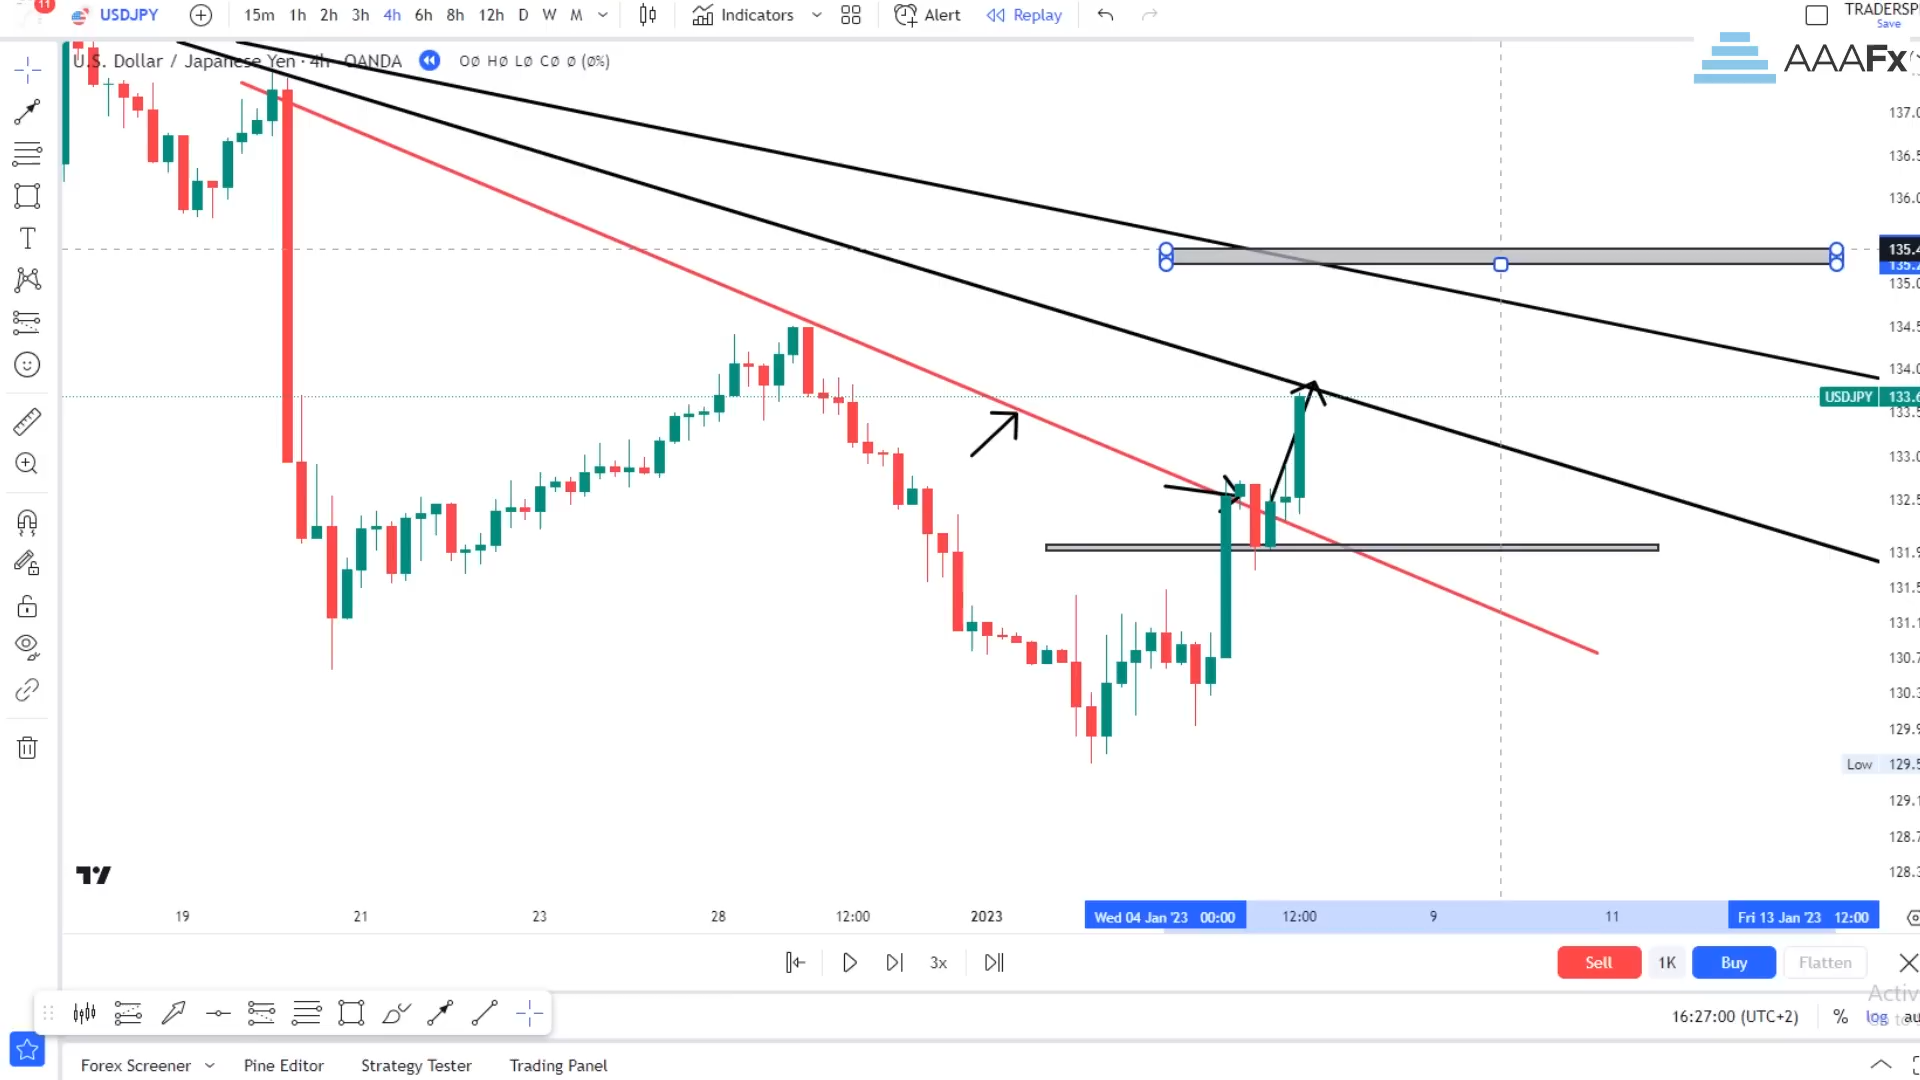 11
USDJPY 15m 1h 2h 3h 4h 6h 8h 12h D W M Indicators Alert Replay
TRADERSP
Save
U.S. Dollar / Japanese Yen · 4h · OANDA O∅ H∅ L∅ C∅ ∅ (∅%)
AAAFx
137.0
136.5
136.0
135.4
135.0
134.5
134.0
USDJPY 133.6
133.5
133.0
132.5
131.9
131.5
131.1
130.7
130.3
129.9
Low 129.5
129.1
128.7
128.3
19 21 23 28 12:00 2023 Wed 04 Jan '23 00:00 12:00 9 11 Fri 13 Jan '23 12:00
3x Sell 1K Buy Flatten
Activ
16:27:00 (UTC+2) % log au
Forex Screener Pine Editor Strategy Tester Trading Panel